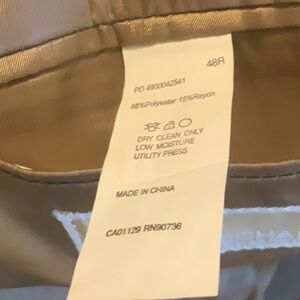 48R
PO 4900042541
85%Polyester 15%Rayon
DRY CLEAN ONLY
LOW MOISTURE
UTILITY PRESS
MADE IN CHINA
CA01129 RN90736